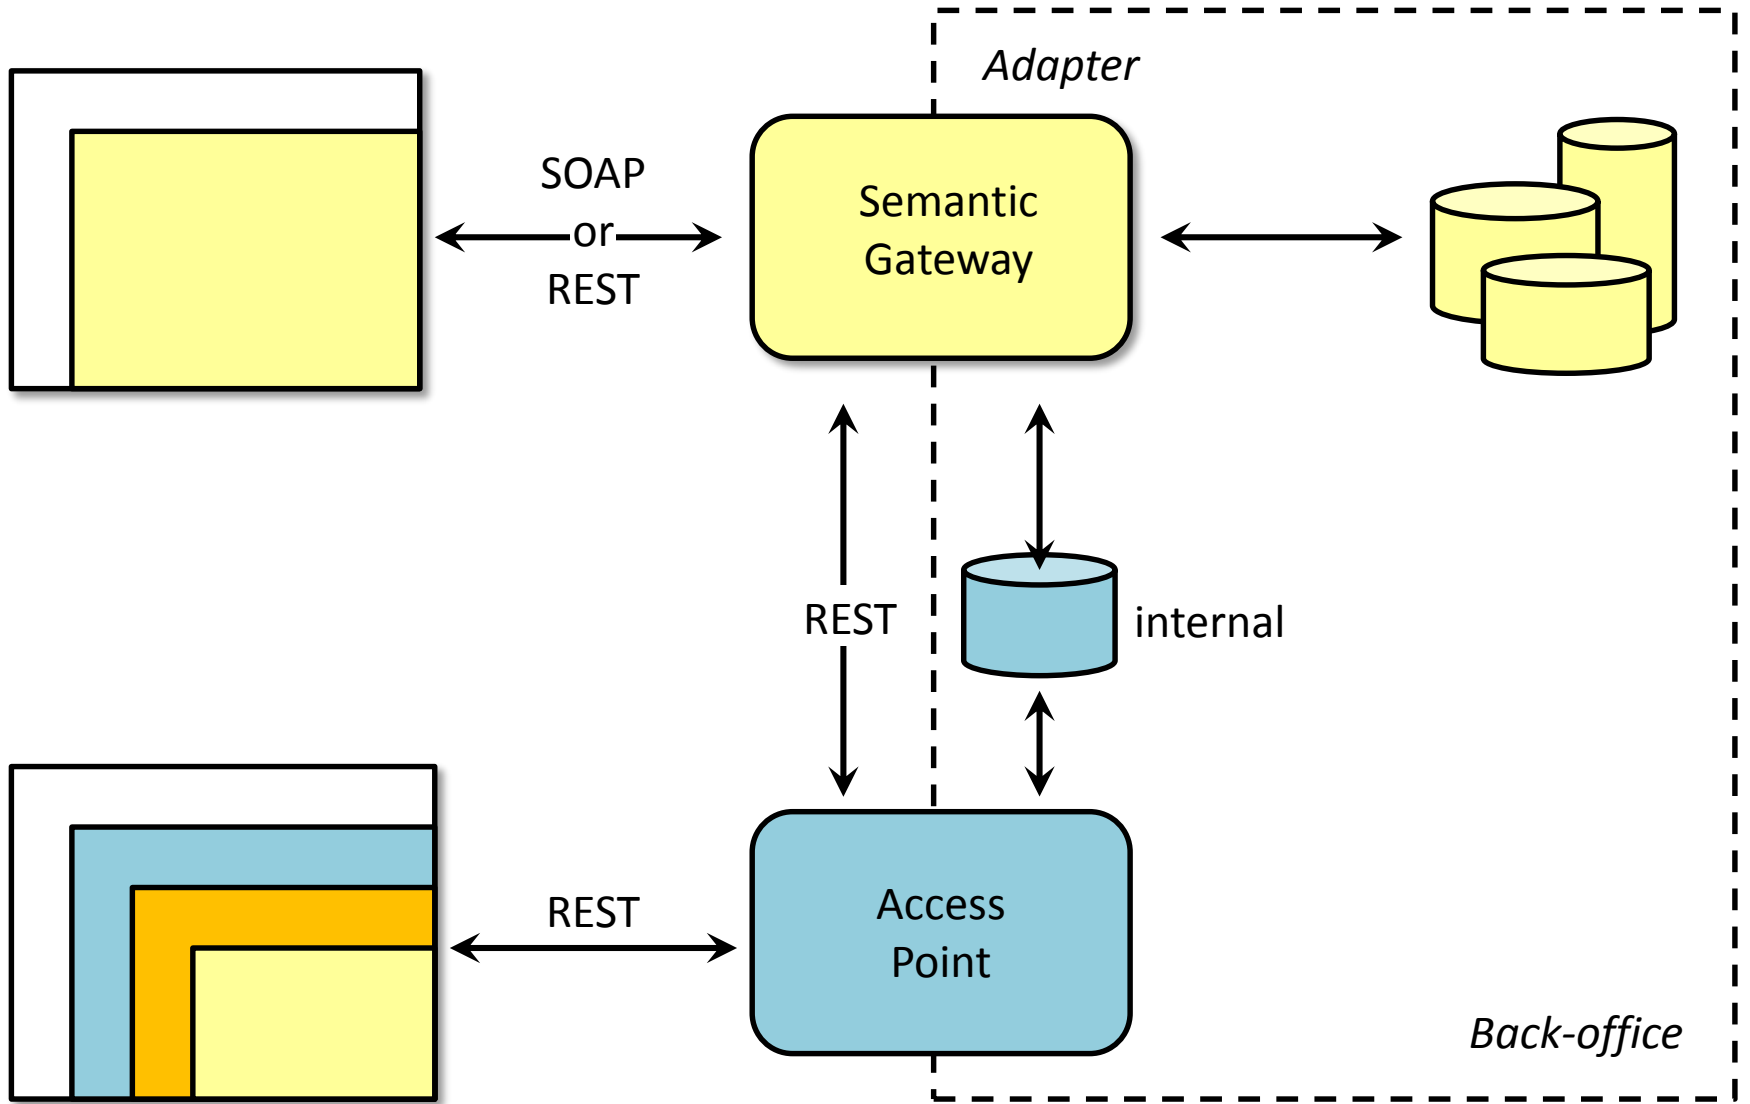 Adapter
SOAP
or
REST
Semantic
Gateway
REST
internal
REST
Access
Point
Back-office